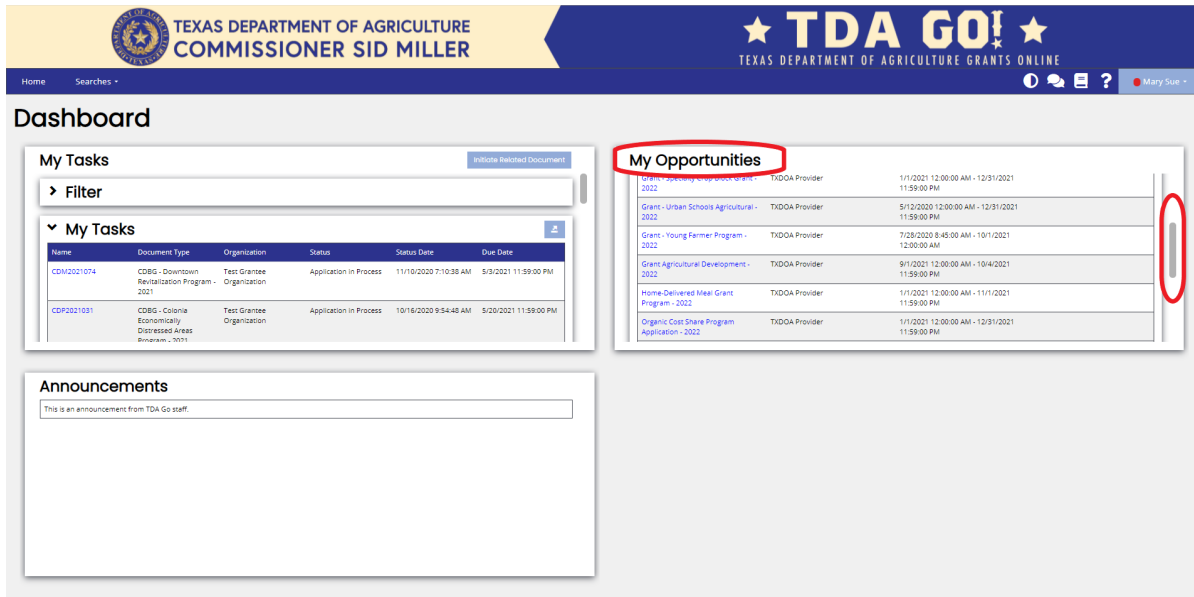 TEXAS DEPARTMENT OF AGRICULTURE
COMMISSIONER SID MILLER
TDA GO!
TEXAS DEPARTMENT OF AGRICULTURE GRANTS ONLINE
Home Searches
? Mary Sue
Dashboard
My Tasks
Initiate Related Document
Filter
My Tasks
Name Document Type Organization Status Status Date Due Date
CDM2021074 CDBG - Downtown Test Grantee Application in Process 11/10/2020 7:10:38 AM 5/3/2021 11:59:00 PM
Revitalization Program - Organization
2021
CDP2021031 CDBG - Colonia Test Grantee Application in Process 10/16/2020 9:54:48 AM 5/20/2021 11:59:00 PM
Economically Organization
Distressed Areas
Program - 2021
My Opportunities
Grant - Specialty Crop Block Grant - TXDOA Provider 1/1/2021 12:00:00 AM - 12/31/2021
2022 11:59:00 PM
Grant - Urban Schools Agricultural - TXDOA Provider 5/12/2020 12:00:00 AM - 12/31/2021
2022 11:59:00 PM
Grant - Young Farmer Program - TXDOA Provider 7/28/2020 8:45:00 AM - 10/1/2021
2022 12:00:00 AM
Grant Agricultural Development - TXDOA Provider 9/1/2021 12:00:00 AM - 10/4/2021
2022 11:59:00 PM
Home-Delivered Meal Grant TXDOA Provider 1/1/2021 12:00:00 AM - 11/1/2021
Program - 2022 11:59:00 PM
Organic Cost Share Program TXDOA Provider 1/1/2021 12:00:00 AM - 12/31/2021
Application - 2022 11:59:00 PM
Announcements
This is an announcement from TDA Go staff.